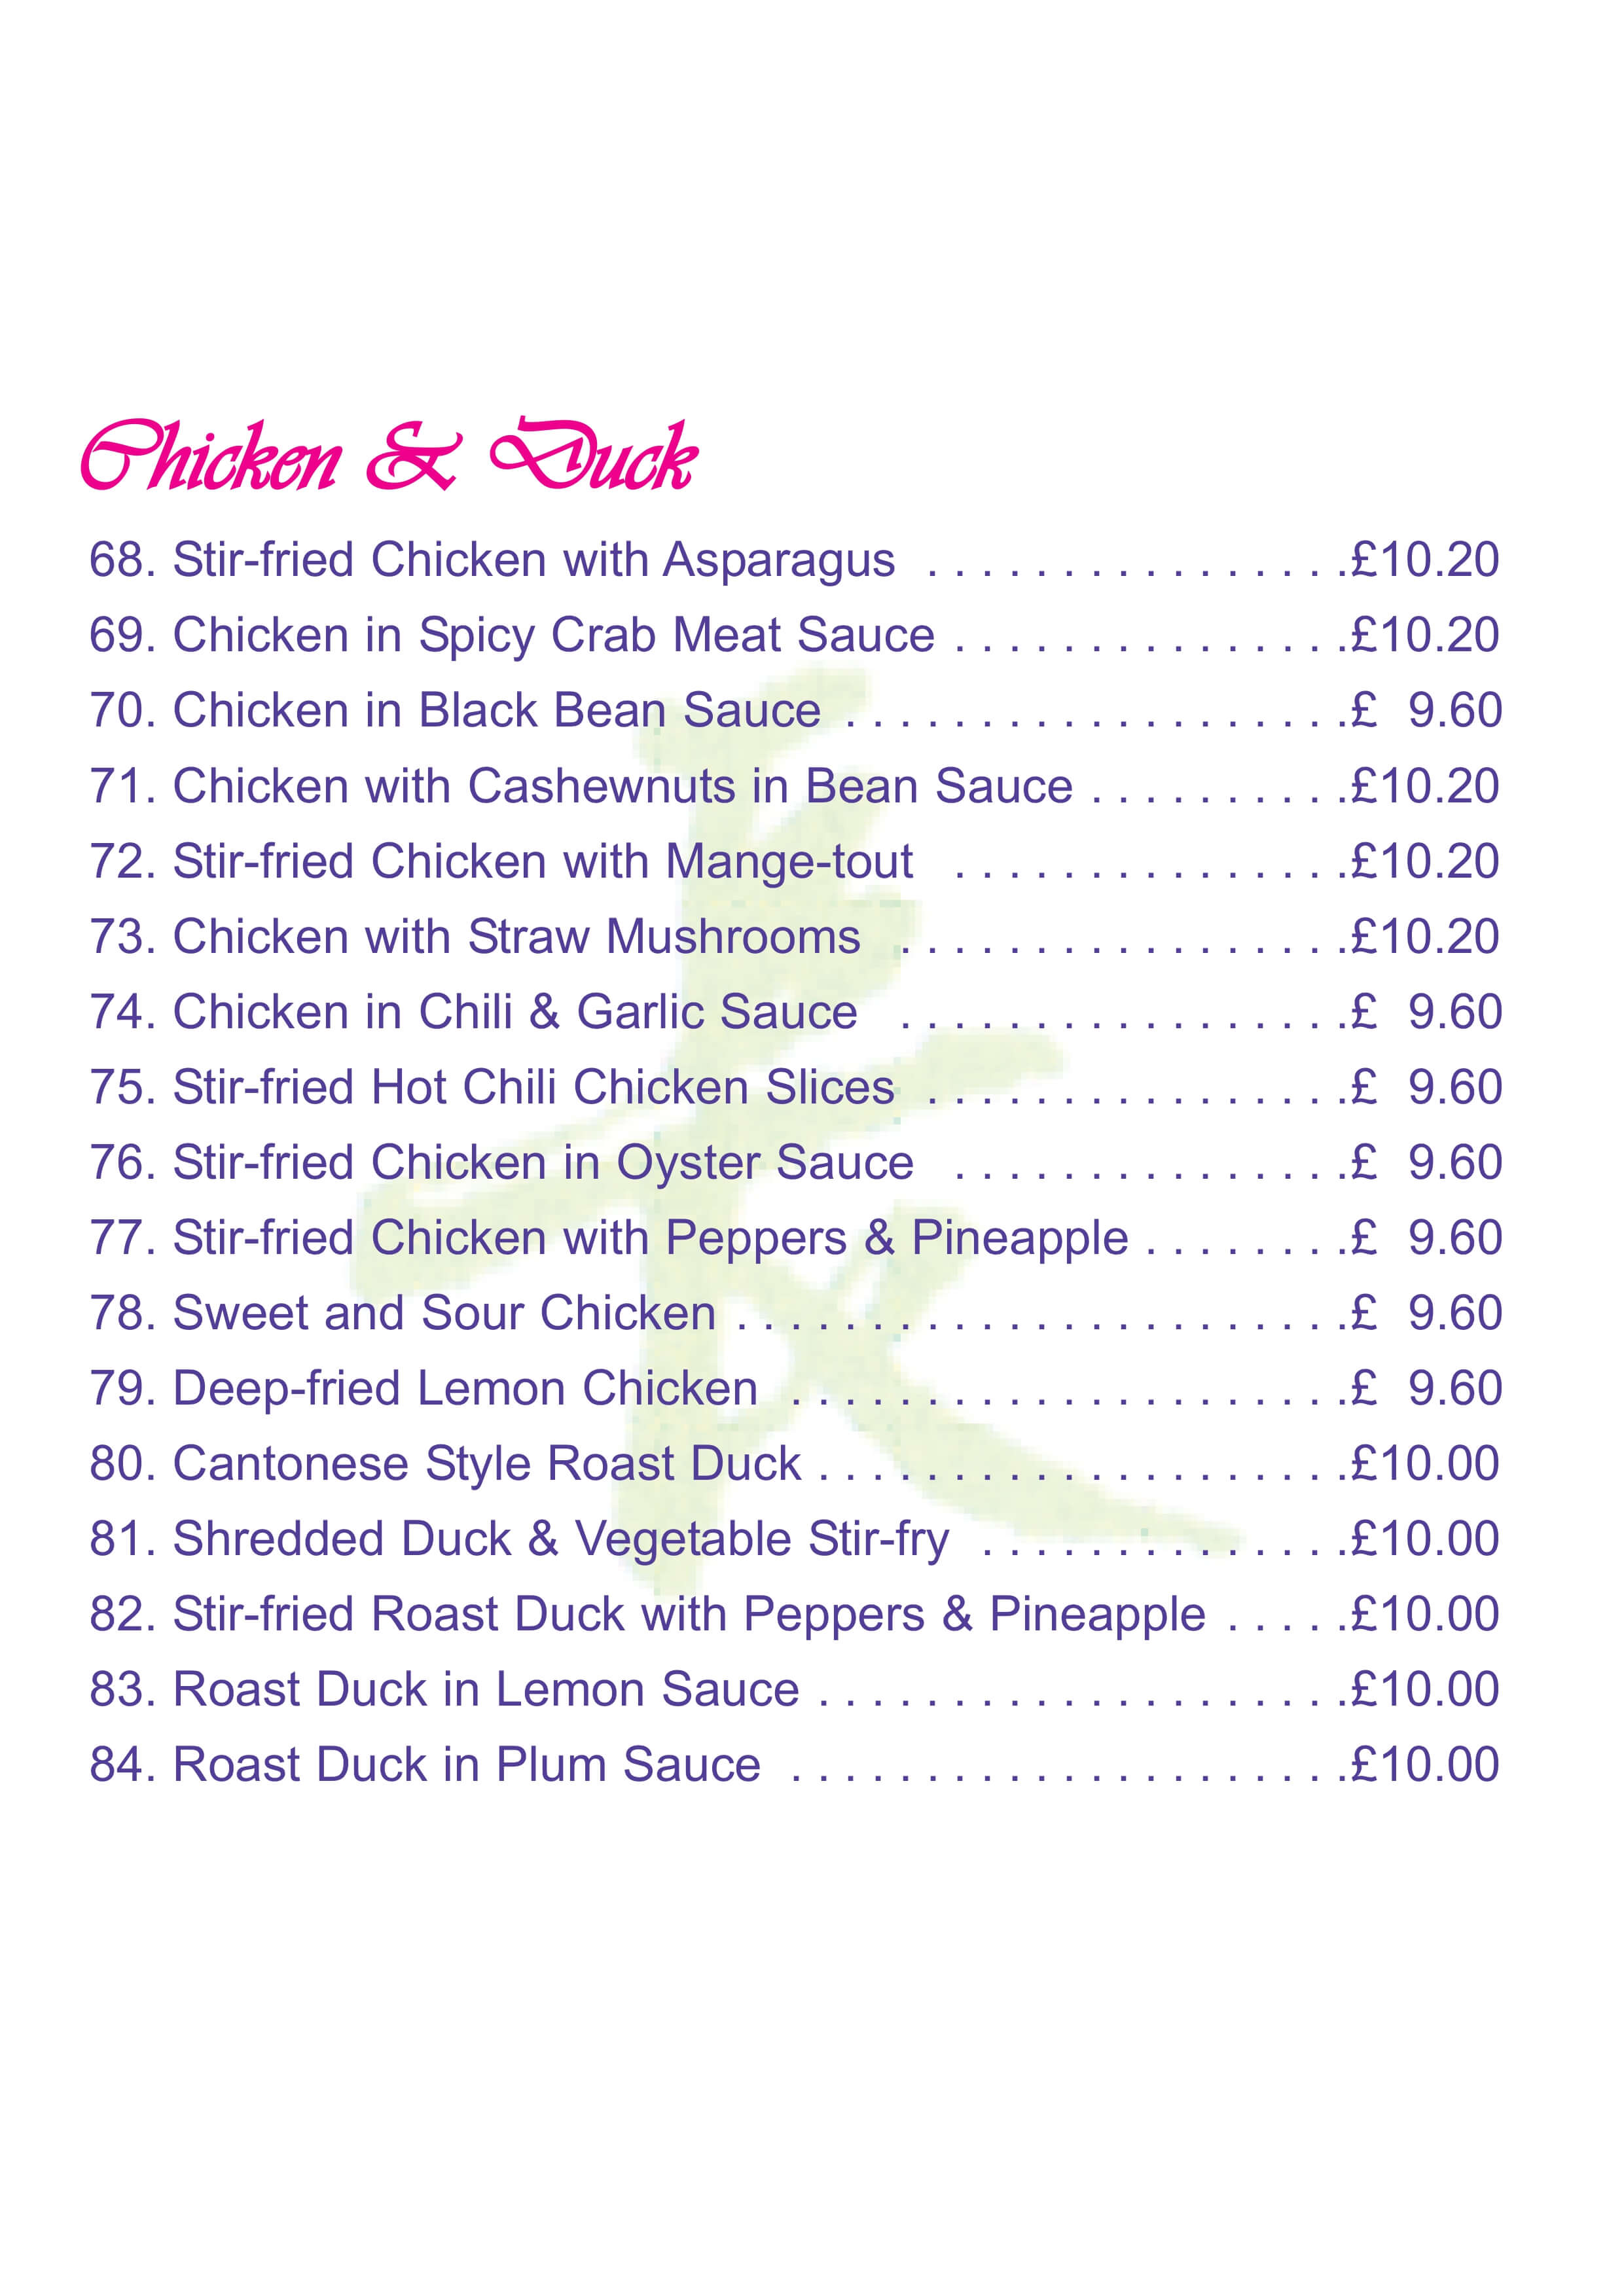 Chicken & Duck
68. Stir-fried Chicken with Asparagus . . . . . . . . . . . . . . . .£10.20
69. Chicken in Spicy Crab Meat Sauce . . . . . . . . . . . . . . .£10.20
70. Chicken in Black Bean Sauce . . . . . . . . . . . . . . . . . . .£ 9.60
71. Chicken with Cashewnuts in Bean Sauce . . . . . . . . . .£10.20
72. Stir-fried Chicken with Mange-tout . . . . . . . . . . . . . . .£10.20
73. Chicken with Straw Mushrooms . . . . . . . . . . . . . . . . .£10.20
74. Chicken in Chili & Garlic Sauce . . . . . . . . . . . . . . . . .£ 9.60
75. Stir-fried Hot Chili Chicken Slices . . . . . . . . . . . . . . . .£ 9.60
76. Stir-fried Chicken in Oyster Sauce . . . . . . . . . . . . . . .£ 9.60
77. Stir-fried Chicken with Peppers & Pineapple . . . . . . . .£ 9.60
78. Sweet and Sour Chicken . . . . . . . . . . . . . . . . . . . . . . .£ 9.60
79. Deep-fried Lemon Chicken . . . . . . . . . . . . . . . . . . . . .£ 9.60
80. Cantonese Style Roast Duck . . . . . . . . . . . . . . . . . . . .£10.00
81. Shredded Duck & Vegetable Stir-fry . . . . . . . . . . . . . .£10.00
82. Stir-fried Roast Duck with Peppers & Pineapple . . . . .£10.00
83. Roast Duck in Lemon Sauce . . . . . . . . . . . . . . . . . . . .£10.00
84. Roast Duck in Plum Sauce . . . . . . . . . . . . . . . . . . . . .£10.00